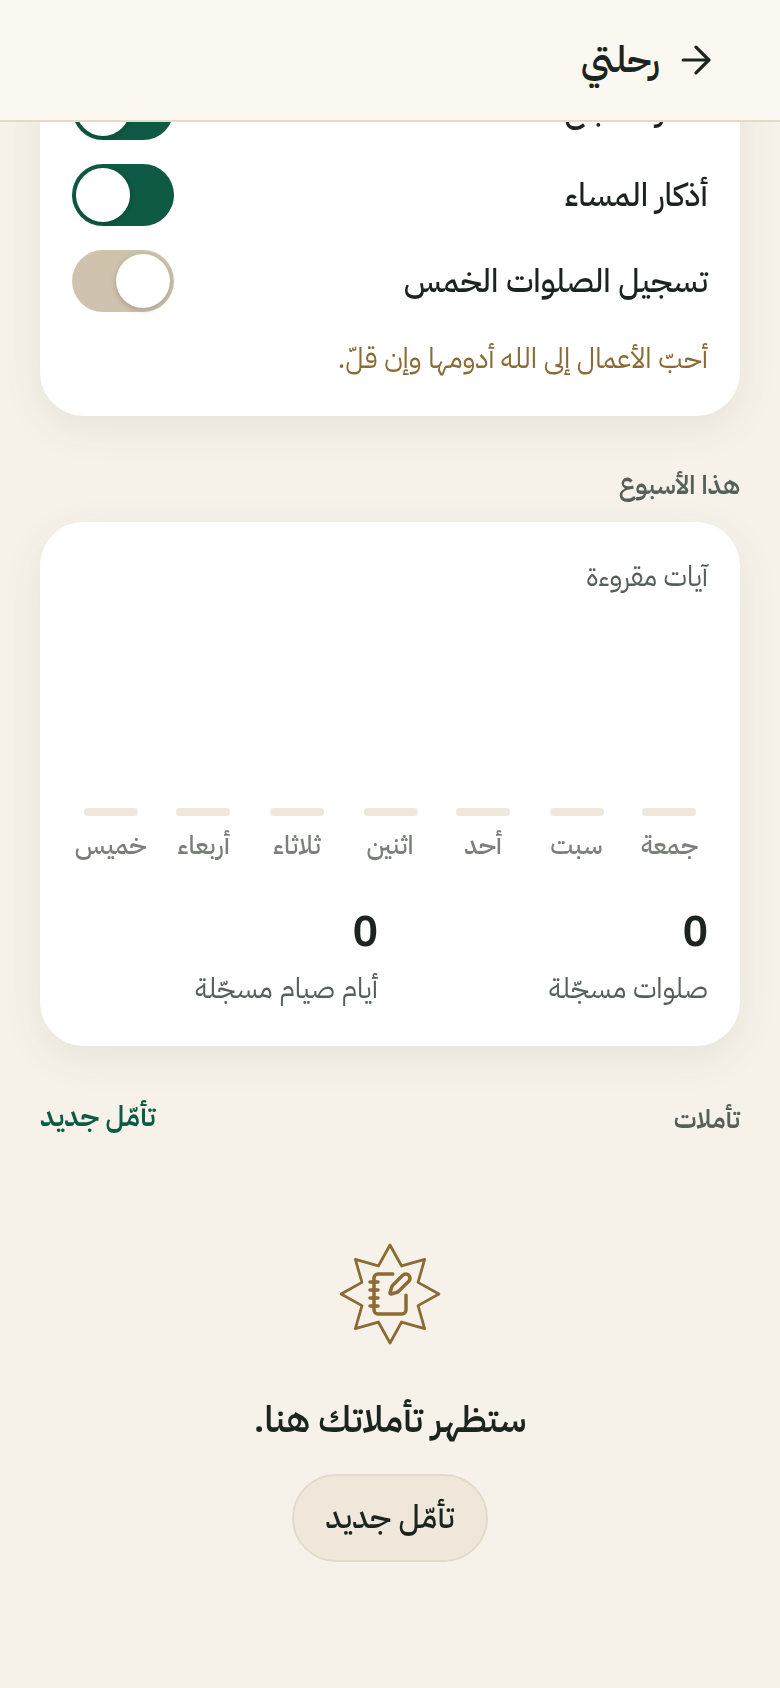 رحلتي
أذكار المساء
تسجيل الصلوات الخمس
أحبّ الأعمال إلى الله أدومها وإن قلّ.
هذا الأسبوع
آيات مقروءة
جمعة سبت أحد اثنين ثلاثاء أربعاء خميس
0 0
صلوات مسجّلة أيام صيام مسجّلة
تأملات تأمّل جديد
ستظهر تأملاتك هنا.
تأمّل جديد